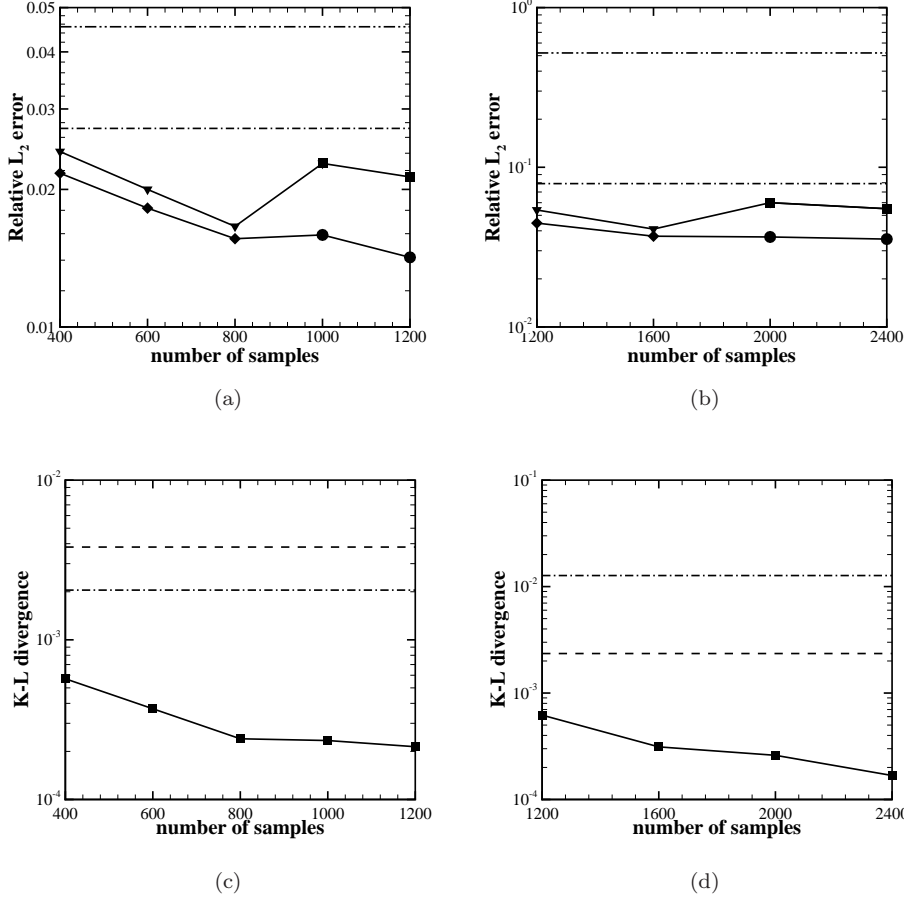 Relative L₂ error
0.05
0.04
0.03
0.02
0.01
400 600 800 1000 1200
number of samples
(a)
Relative L₂ error
10⁰
10⁻¹
10⁻²
1200 1600 2000 2400
number of samples
(b)
K-L divergence
10⁻²
10⁻³
10⁻⁴
400 600 800 1000 1200
number of samples
(c)
K-L divergence
10⁻¹
10⁻²
10⁻³
10⁻⁴
1200 1600 2000 2400
number of samples
(d)